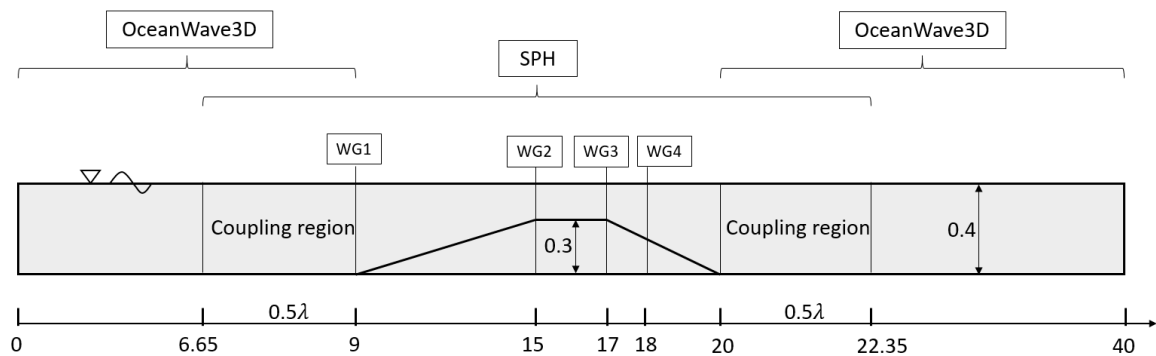 OceanWave3D
OceanWave3D
SPH
WG1
WG2
WG3
WG4
Coupling region
0.3
Coupling region
0.4
0.5λ
0.5λ
0
6.65
9
15
17
18
20
22.35
40